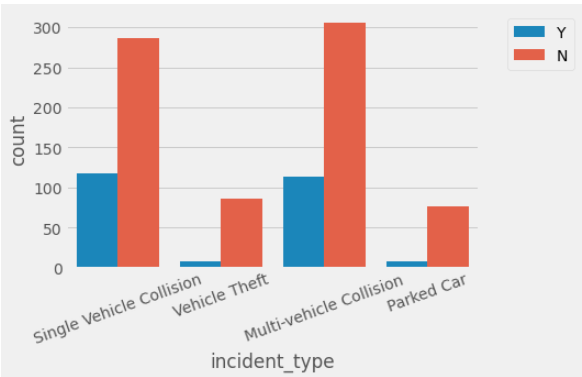 300
250
200
150
100
50
0
count
Single Vehicle Collision
Vehicle Theft
Multi-vehicle Collision
Parked Car
incident_type
Y
N